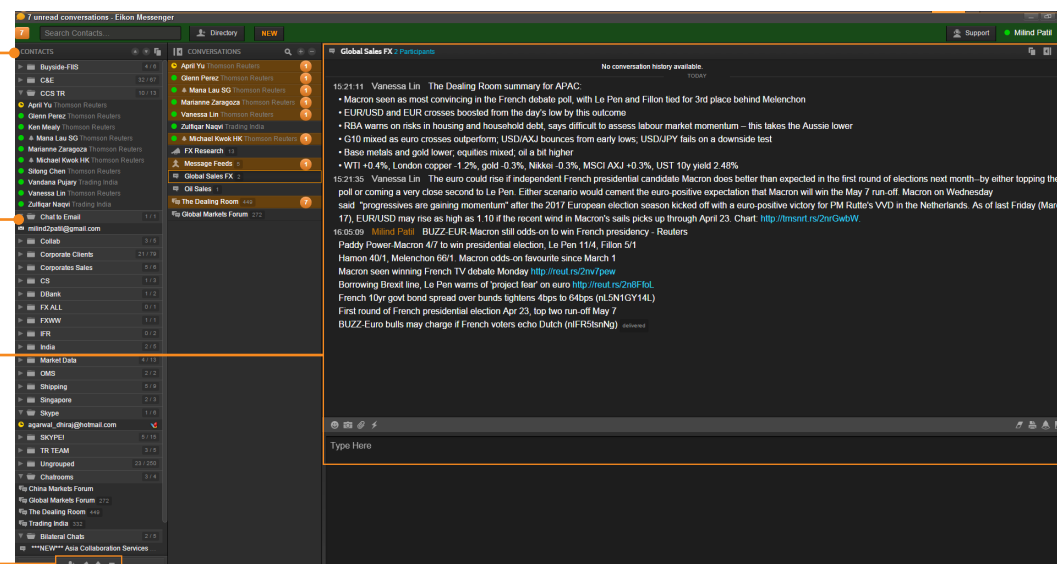 7 unread conversations - Eikon Messenger
7
Search Contacts...
Directory
NEW
Support
Milind Patil
CONTACTS
Buyside-FIS
4 / 6
C&E
32 / 67
CCS TR
10 / 13
April Yu Thomson Reuters
Glenn Perez Thomson Reuters
Ken Mealy Thomson Reuters
Mana Lau SG Thomson Reuters
Marianne Zaragoza Thomson Reuters
Michael Kwok HK Thomson Reuters
Sitong Chen Thomson Reuters
Vandana Pujary Trading India
Vanessa Lin Thomson Reuters
Zulfiqar Naqvi Trading India
Chat to Email
1 / 1
milind2patil@gmail.com
Collab
3 / 5
Corporate Clients
21 / 79
Corporates Sales
5 / 6
CS
1 / 3
DBank
1 / 2
FX ALL
0 / 1
FXWW
1 / 1
IFR
0 / 2
India
2 / 5
Market Data
4 / 13
OMS
2 / 2
Shipping
5 / 9
Singapore
2 / 3
Skype
1 / 6
agarwal_dhiraj@hotmail.com
SKYPE!
5 / 15
TR TEAM
3 / 5
Ungrouped
23 / 250
Chatrooms
3 / 4
China Markets Forum
Global Markets Forum 272
The Dealing Room 449
Trading India 332
Bilateral Chats
2 / 5
***NEW*** Asia Collaboration Services ...
CONVERSATIONS
April Yu Thomson Reuters
1
Glenn Perez Thomson Reuters
1
Mana Lau SG Thomson Reuters
1
Marianne Zaragoza Thomson Reuters
1
Vanessa Lin Thomson Reuters
1
Zulfiqar Naqvi Trading India
Michael Kwok HK Thomson Reuters
1
FX Research 13
Message Feeds
1
Global Sales FX 2
Oil Sales 1
The Dealing Room 449
7
Global Markets Forum 272
Global Sales FX 2 Participants
No conversation history available.
TODAY
15:21:11 Vanessa Lin The Dealing Room summary for APAC:
• Macron seen as most convincing in the French debate poll, with Le Pen and Fillon tied for 3rd place behind Melenchon
• EUR/USD and EUR crosses boosted from the day's low by this outcome
• RBA warns on risks in housing and household debt, says difficult to assess labour market momentum – this takes the Aussie lower
• G10 mixed as euro crosses outperform; USD/AXJ bounces from early lows; USD/JPY fails on a downside test
• Base metals and gold lower; equities mixed; oil a bit higher
• WTI +0.4%, London copper -1.2%, gold -0.3%, Nikkei -0.3%, MSCI AXJ +0.3%, UST 10y yield 2.48%
15:21:35 Vanessa Lin The euro could rise if independent French presidential candidate Macron does better than expected in the first round of elections next month--by either topping the
poll or coming a very close second to Le Pen. Either scenario would cement the euro-positive expectation that Macron will win the May 7 run-off. Macron on Wednesday
said "progressives are gaining momentum" after the 2017 European election season kicked off with a euro-positive victory for PM Rutte's VVD in the Netherlands. As of last Friday (Mar
17), EUR/USD may rise as high as 1.10 if the recent wind in Macron's sails picks up through April 23. Chart: http://tmsnrt.rs/2nrGwbW.
16:05:09 Milind Patil BUZZ-EUR-Macron still odds-on to win French presidency - Reuters
Paddy Power-Macron 4/7 to win presidential election, Le Pen 11/4, Fillon 5/1
Hamon 40/1, Melenchon 66/1. Macron odds-on favourite since March 1
Macron seen winning French TV debate Monday http://reut.rs/2nv7pew
Borrowing Brexit line, Le Pen warns of 'project fear' on euro http://reut.rs/2n8FfoL
French 10yr govt bond spread over bunds tightens 4bps to 64bps (nL5N1GY14L)
First round of French presidential election Apr 23, top two run-off May 7
BUZZ-Euro bulls may charge if French voters echo Dutch (nIFR5tsnNg) delivered
Type Here